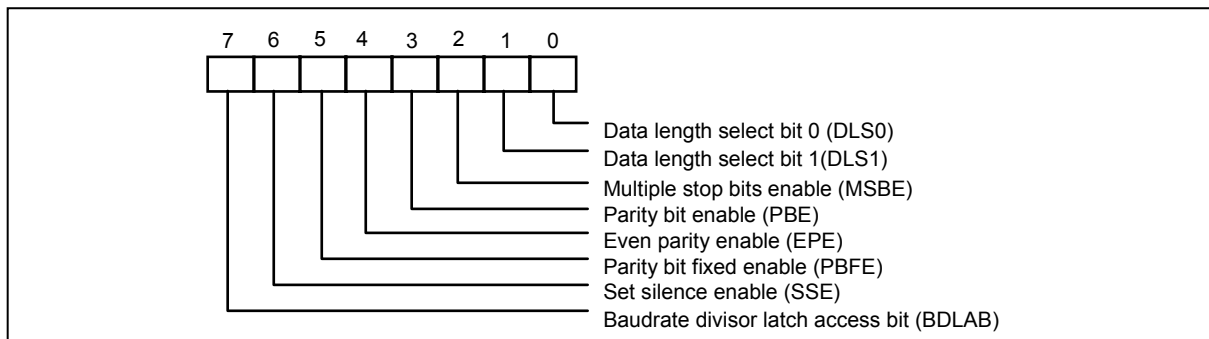 7 6 5 4 3 2 1 0
Data length select bit 0 (DLS0)
Data length select bit 1(DLS1)
Multiple stop bits enable (MSBE)
Parity bit enable (PBE)
Even parity enable (EPE)
Parity bit fixed enable (PBFE)
Set silence enable (SSE)
Baudrate divisor latch access bit (BDLAB)